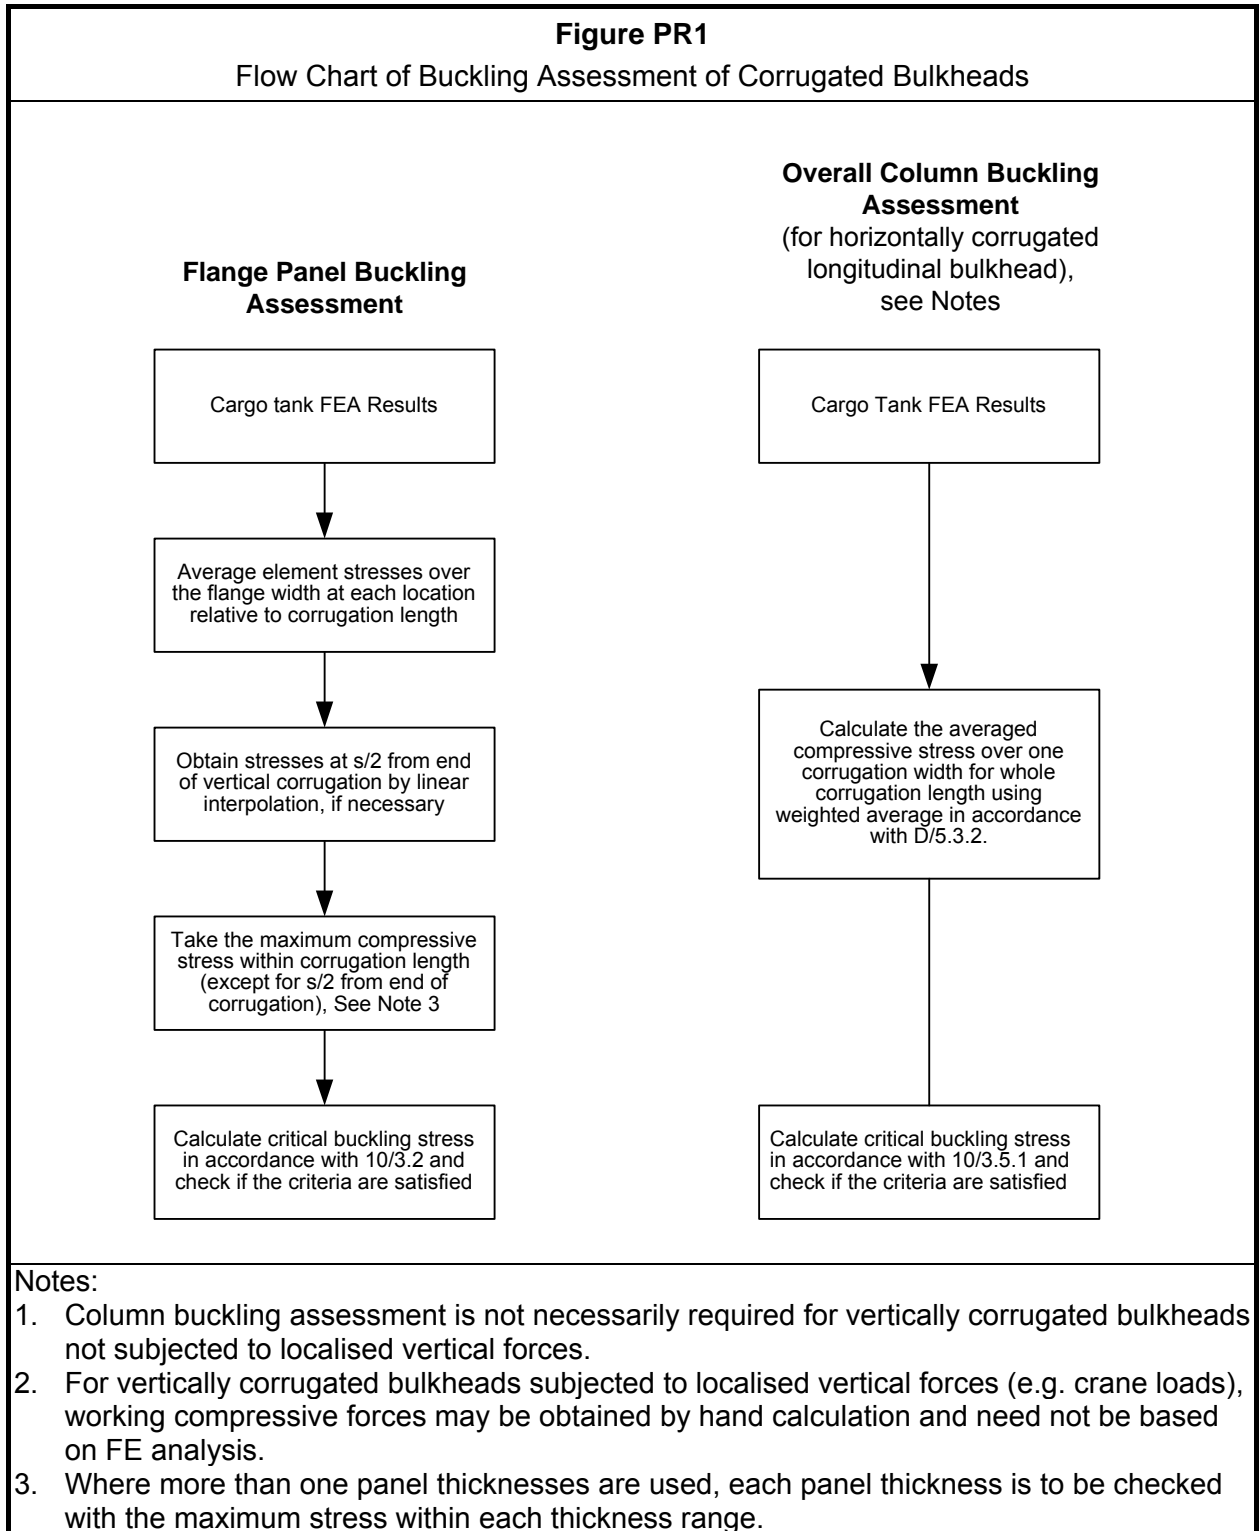 Figure PR1
Flow Chart of Buckling Assessment of Corrugated Bulkheads
Flange Panel Buckling
Assessment
Cargo tank FEA Results
Average element stresses over
the flange width at each location
relative to corrugation length
Obtain stresses at s/2 from end
of vertical corrugation by linear
interpolation, if necessary
Take the maximum compressive
stress within corrugation length
(except for s/2 from end of
corrugation), See Note 3
Calculate critical buckling stress
in accordance with 10/3.2 and
check if the criteria are satisfied
Overall Column Buckling
Assessment
(for horizontally corrugated
longitudinal bulkhead),
see Notes
Cargo Tank FEA Results
Calculate the averaged
compressive stress over one
corrugation width for whole
corrugation length using
weighted average in accordance
with D/5.3.2.
Calculate critical buckling stress
in accordance with 10/3.5.1 and
check if the criteria are satisfied
Notes:
1. Column buckling assessment is not necessarily required for vertically corrugated bulkheads
not subjected to localised vertical forces.
2. For vertically corrugated bulkheads subjected to localised vertical forces (e.g. crane loads),
working compressive forces may be obtained by hand calculation and need not be based
on FE analysis.
3. Where more than one panel thicknesses are used, each panel thickness is to be checked
with the maximum stress within each thickness range.